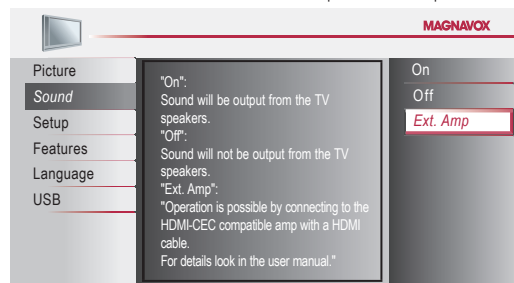 MAGNAVOX
Picture
Sound
Setup
Features
Language
USB
"On":
Sound will be output from the TV
speakers.
"Off":
Sound will not be output from the TV
speakers.
"Ext. Amp":
"Operation is possible by connecting to the
HDMI-CEC compatible amp with a HDMI
cable.
For details look in the user manual."
On
Off
Ext. Amp